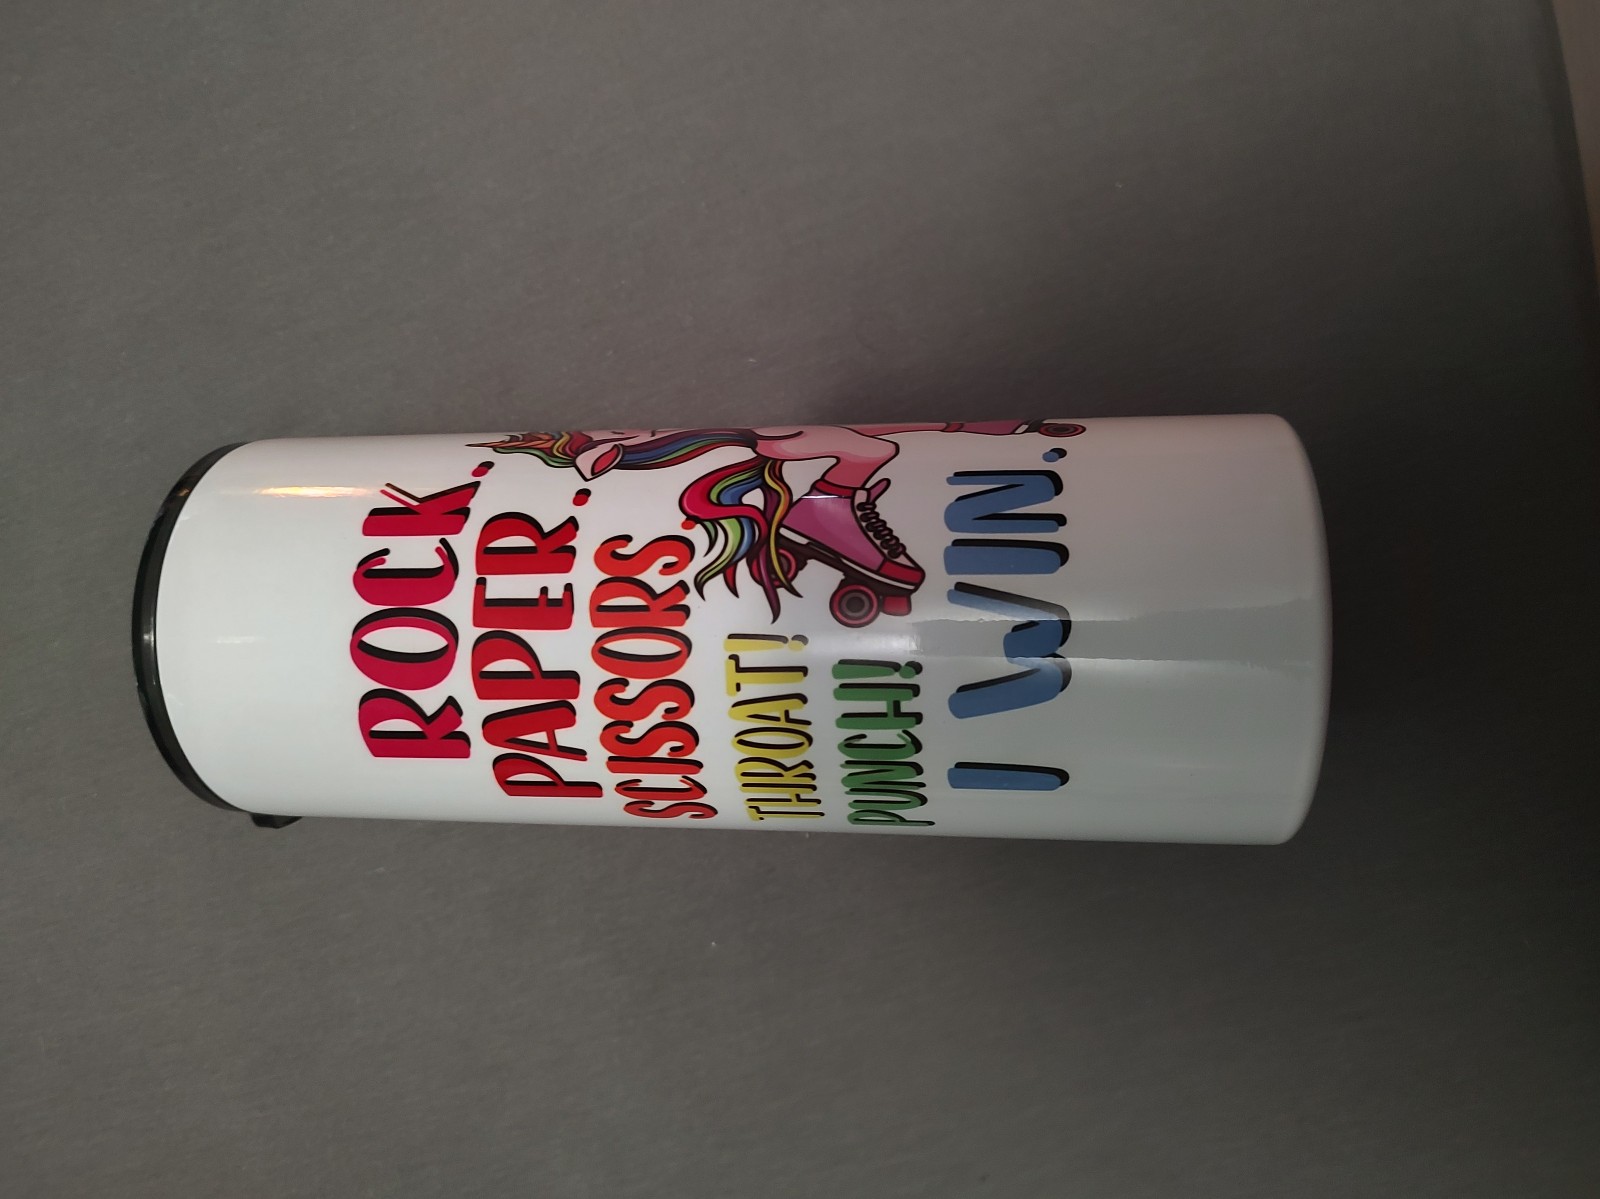 ROCK.
PAPER.
SCISSORS.
THROAT!
PUNCH!
I WIN.